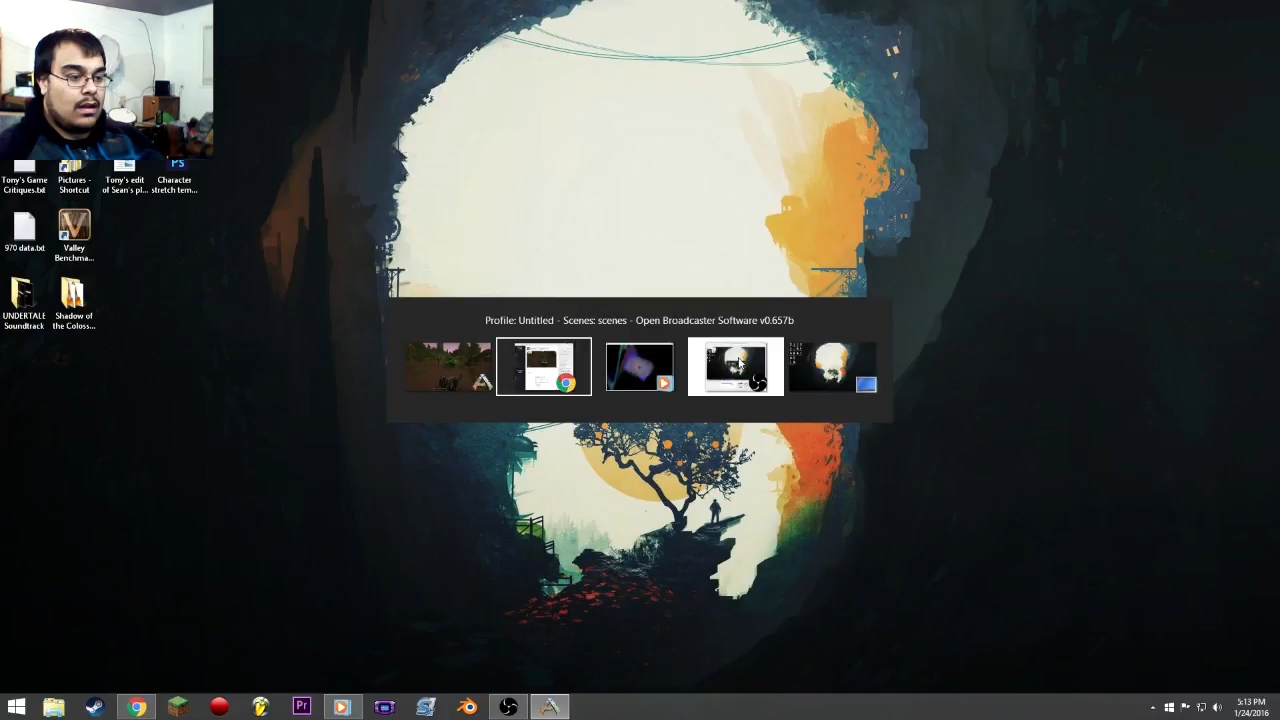 Tony's Game
Critiques.txt
Pictures -
Shortcut
Tony's edit
of Sean's pl...
Ps
Character
stretch tem...
970 data.txt
Valley
Benchma...
UNDERTALE
Soundtrack
Shadow of
the Coloss...
Profile: Untitled - Scenes: scenes - Open Broadcaster Software v0.657b
Pr
5:13 PM
1/24/2016